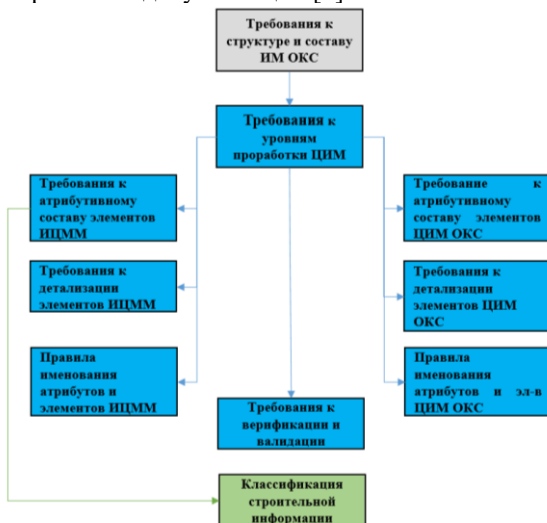 Требования к
структуре и составу
ИМ ОКС
Требования к
уровням
проработки ЦИМ
Требования к
атрибутивному
составу элементов
ИЦММ
Требование к
атрибутивному
составу элементов
ЦИМ ОКС
Требования к
детализации
элементов ИЦММ
Требования к
детализации
элементов ЦИМ
ОКС
Правила
именования
атрибутов и
элементов ИЦММ
Правила
именования
атрибутов и эл-в
ЦИМ ОКС
Требования к
верификации и
валидации
Классификация
строительной
информации